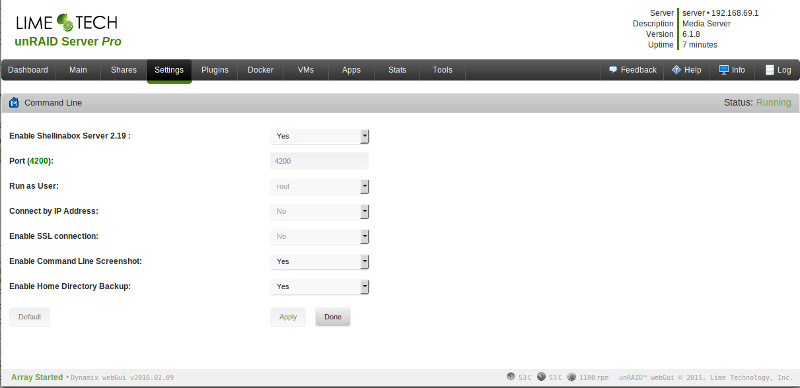 LIME TECH
unRAID Server Pro
Server server • 192.168.69.1
Description Media Server
Version 6.1.8
Uptime 7 minutes
Dashboard Main Shares Settings Plugins Docker VMs Apps Stats Tools Feedback Help Info Log
Command Line Status: Running
Enable Shellinabox Server 2.19 : Yes
Port (4200): 4200
Run as User: root
Connect by IP Address: No
Enable SSL connection: No
Enable Command Line Screenshot: Yes
Enable Home Directory Backup: Yes
Default Apply Done
Array Started • Dynamix webGui v2016.02.09 53C 53C 1180 rpm unRAID™ webGui © 2015, Lime Technology, Inc.